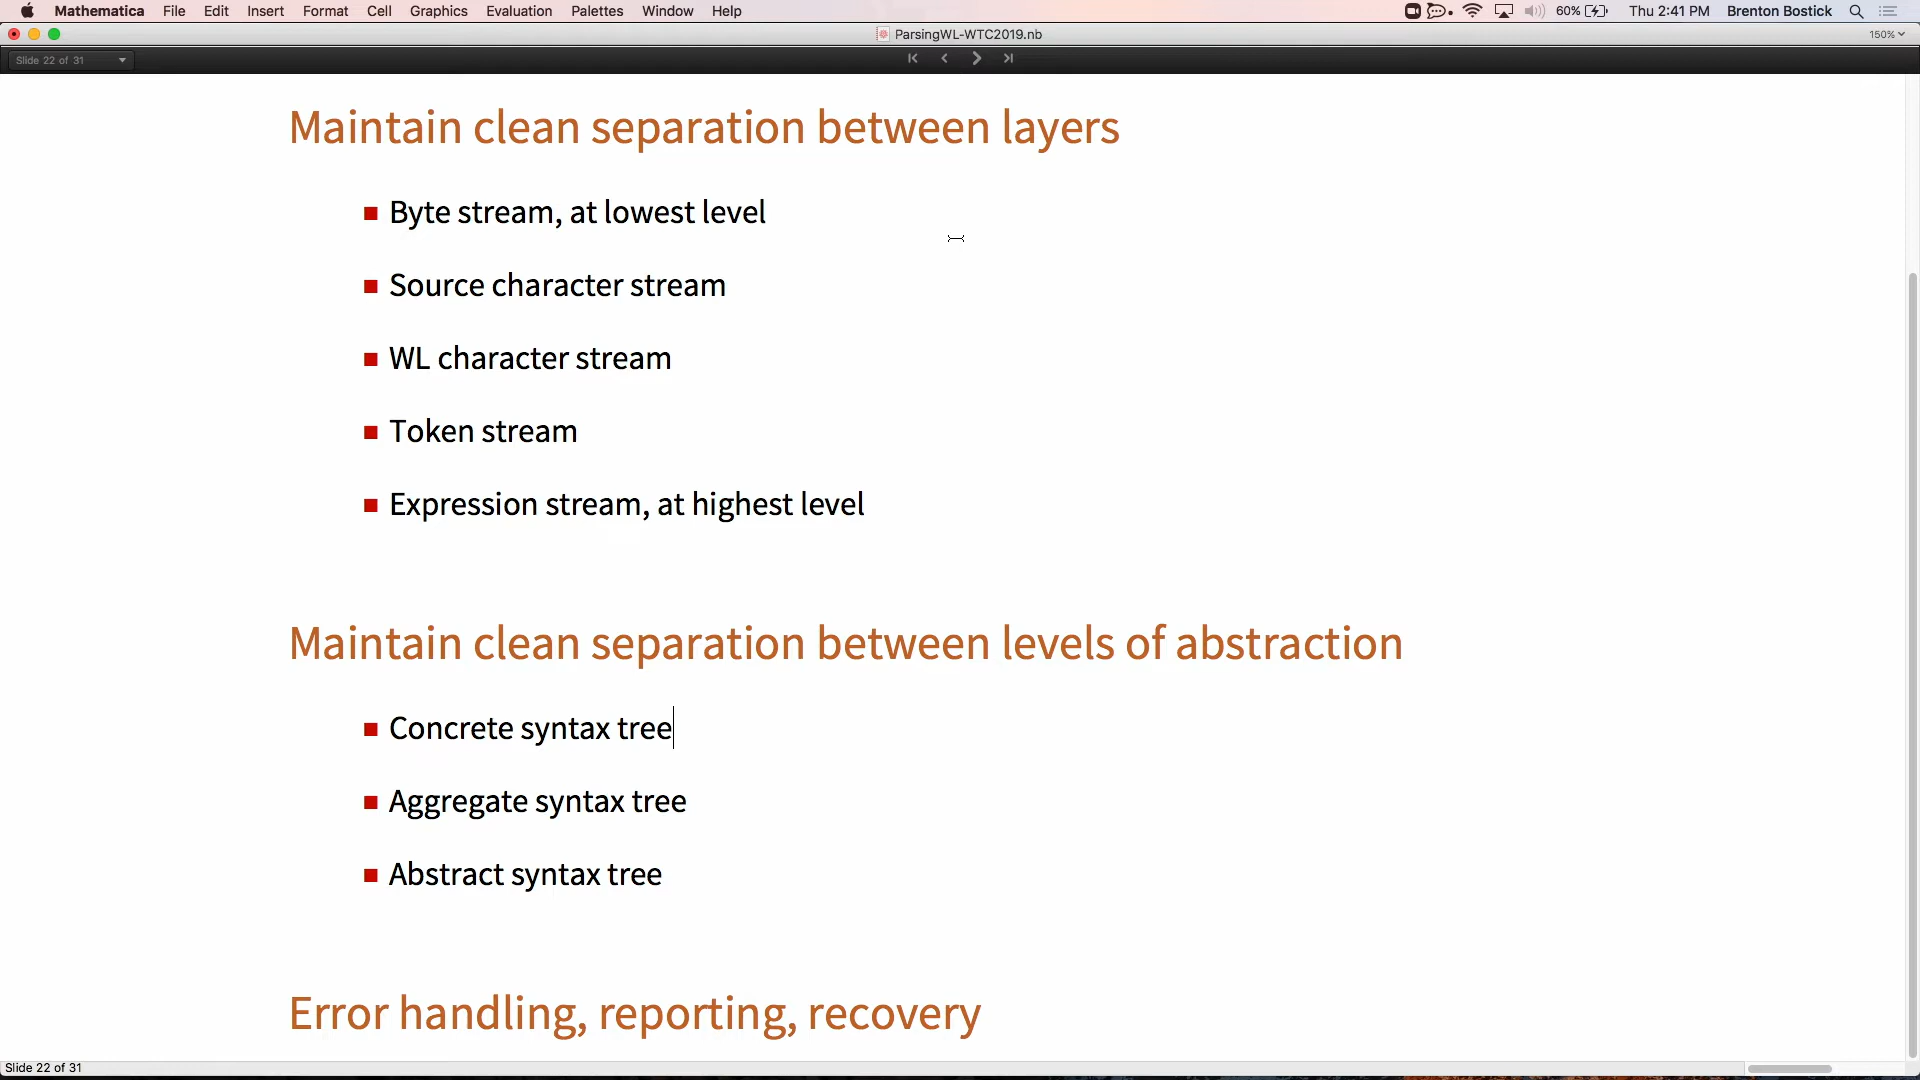 Mathematica File Edit Insert Format Cell Graphics Evaluation Palettes Window Help 60% Thu 2:41 PM Brenton Bostick
ParsingWL-WTC2019.nb 150%
Slide 22 of 31
Maintain clean separation between layers
Byte stream, at lowest level
Source character stream
WL character stream
Token stream
Expression stream, at highest level
Maintain clean separation between levels of abstraction
Concrete syntax tree
Aggregate syntax tree
Abstract syntax tree
Error handling, reporting, recovery
Slide 22 of 31